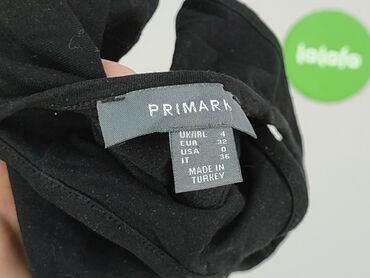 lalafo
PRIMARK
UK/IRL 4
EUR 32
USA 0
IT 36
MADE IN
TURKEY